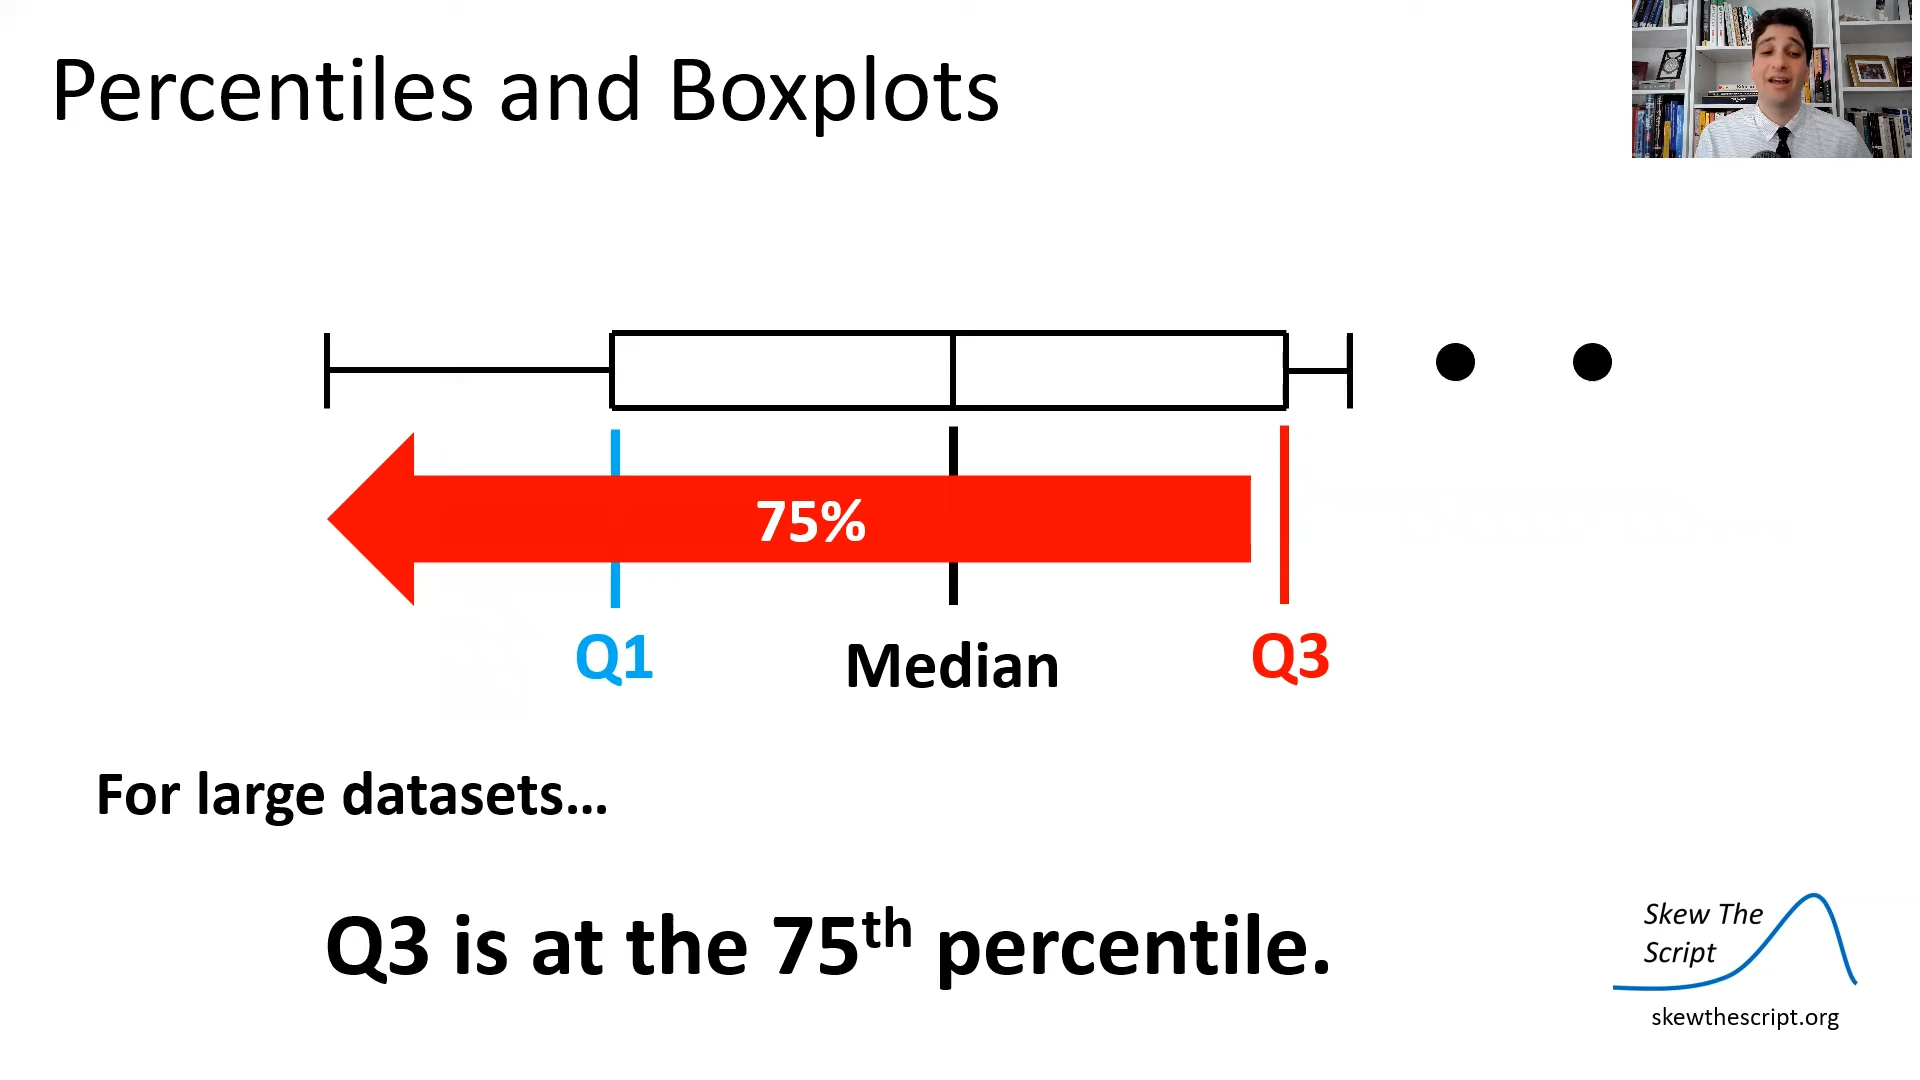 Percentiles and Boxplots
75%
Q1
Median
Q3
For large datasets…
Q3 is at the 75th percentile.
Skew The
Script
skewthescript.org